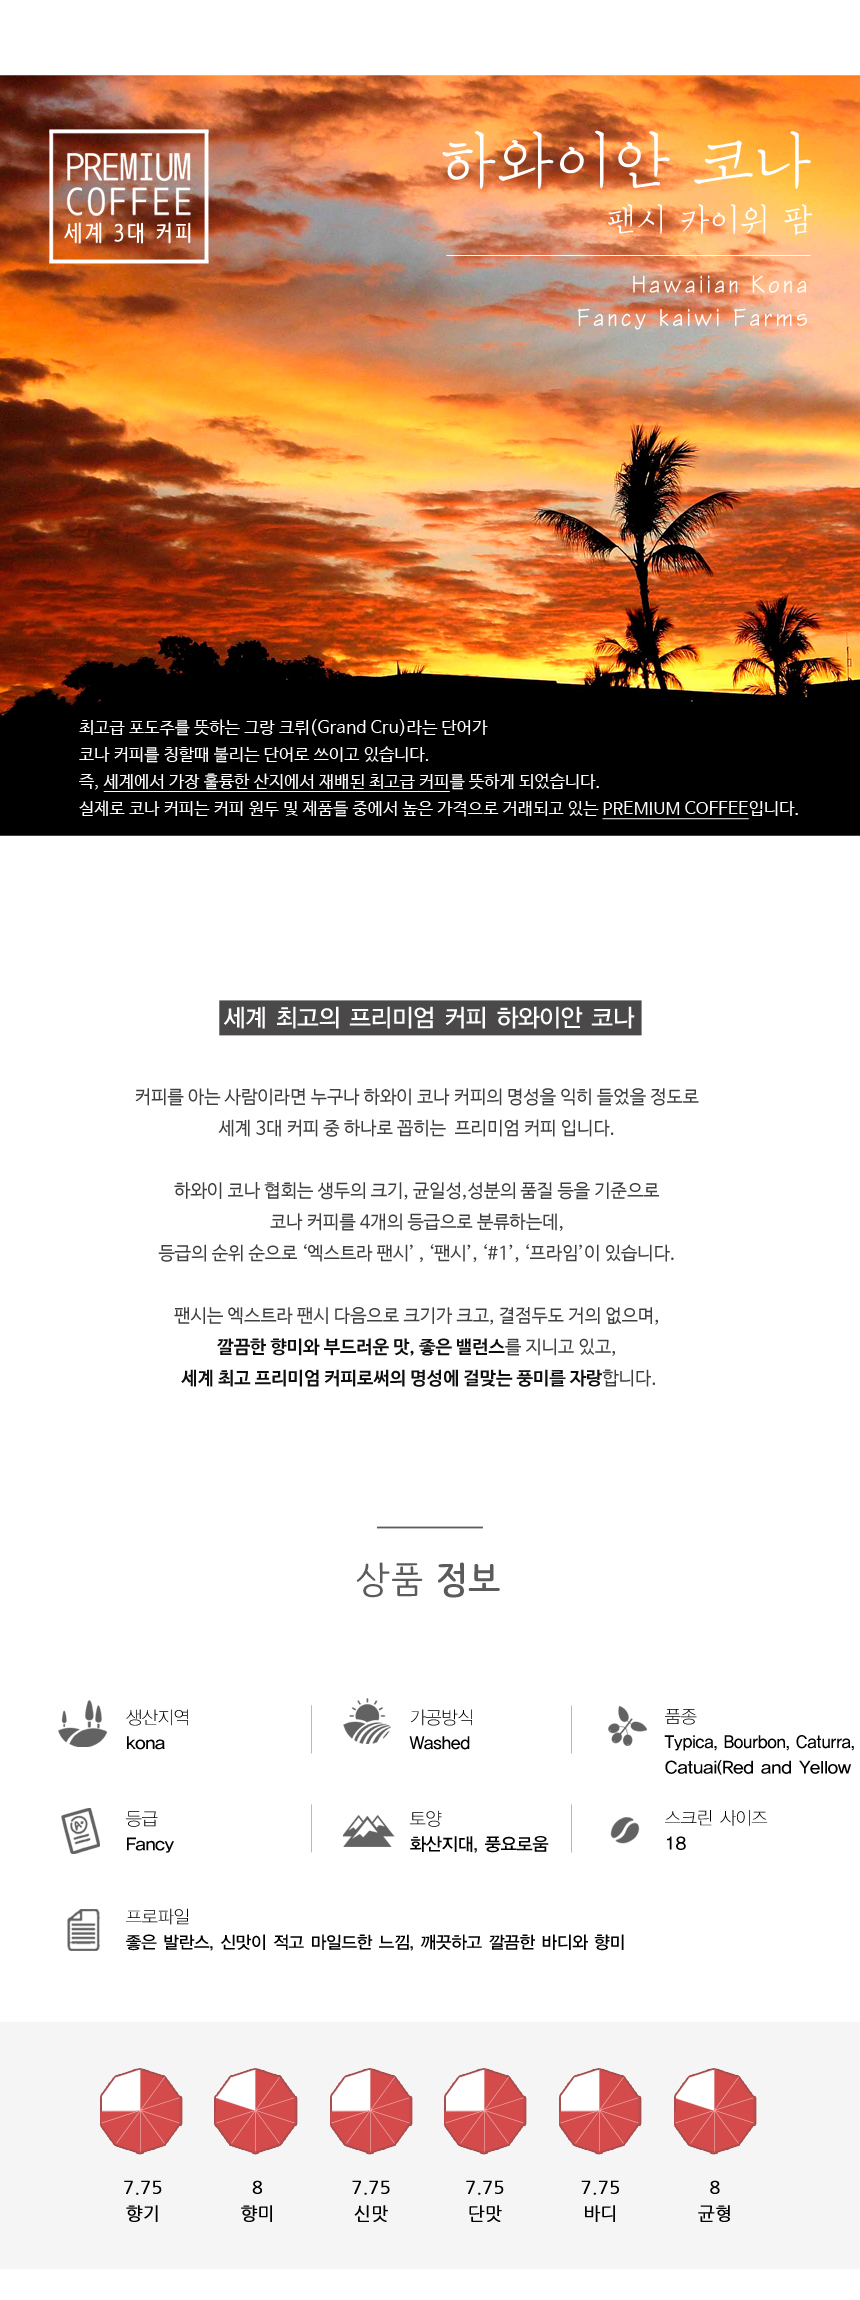 PREMIUM
COFFEE
세계 3대 커피
하와이안 코나
팬시 카이위 팜
Hawaiian Kona
Fancy kaiwi Farms
최고급 포도주를 뜻하는 그랑 크뤼(Grand Cru)라는 단어가
코나 커피를 칭할때 불리는 단어로 쓰이고 있습니다.
즉, 세계에서 가장 훌륭한 산지에서 재배된 최고급 커피를 뜻하게 되었습니다.
실제로 코나 커피는 커피 원두 및 제품들 중에서 높은 가격으로 거래되고 있는 PREMIUM COFFEE입니다.
세계 최고의 프리미엄 커피 하와이안 코나
커피를 아는 사람이라면 누구나 하와이 코나 커피의 명성을 익히 들었을 정도로
세계 3대 커피 중 하나로 꼽히는 프리미엄 커피 입니다.
하와이 코나 협회는 생두의 크기, 균일성,성분의 품질 등을 기준으로
코나 커피를 4개의 등급으로 분류하는데,
등급의 순위 순으로 ‘엑스트라 팬시’ , ‘팬시’, ‘#1’, ‘프라임’이 있습니다.
팬시는 엑스트라 팬시 다음으로 크기가 크고, 결점두도 거의 없으며,
깔끔한 향미와 부드러운 맛, 좋은 밸런스를 지니고 있고,
세계 최고 프리미엄 커피로써의 명성에 걸맞는 풍미를 자랑합니다.
상품 정보
생산지역
kona
가공방식
Washed
품종
Typica, Bourbon, Caturra,
Catuai(Red and Yellow
등급
Fancy
토양
화산지대, 풍요로움
스크린 사이즈
18
프로파일
좋은 발란스, 신맛이 적고 마일드한 느낌, 깨끗하고 깔끔한 바디와 향미
7.75
향기
8
향미
7.75
신맛
7.75
단맛
7.75
바디
8
균형